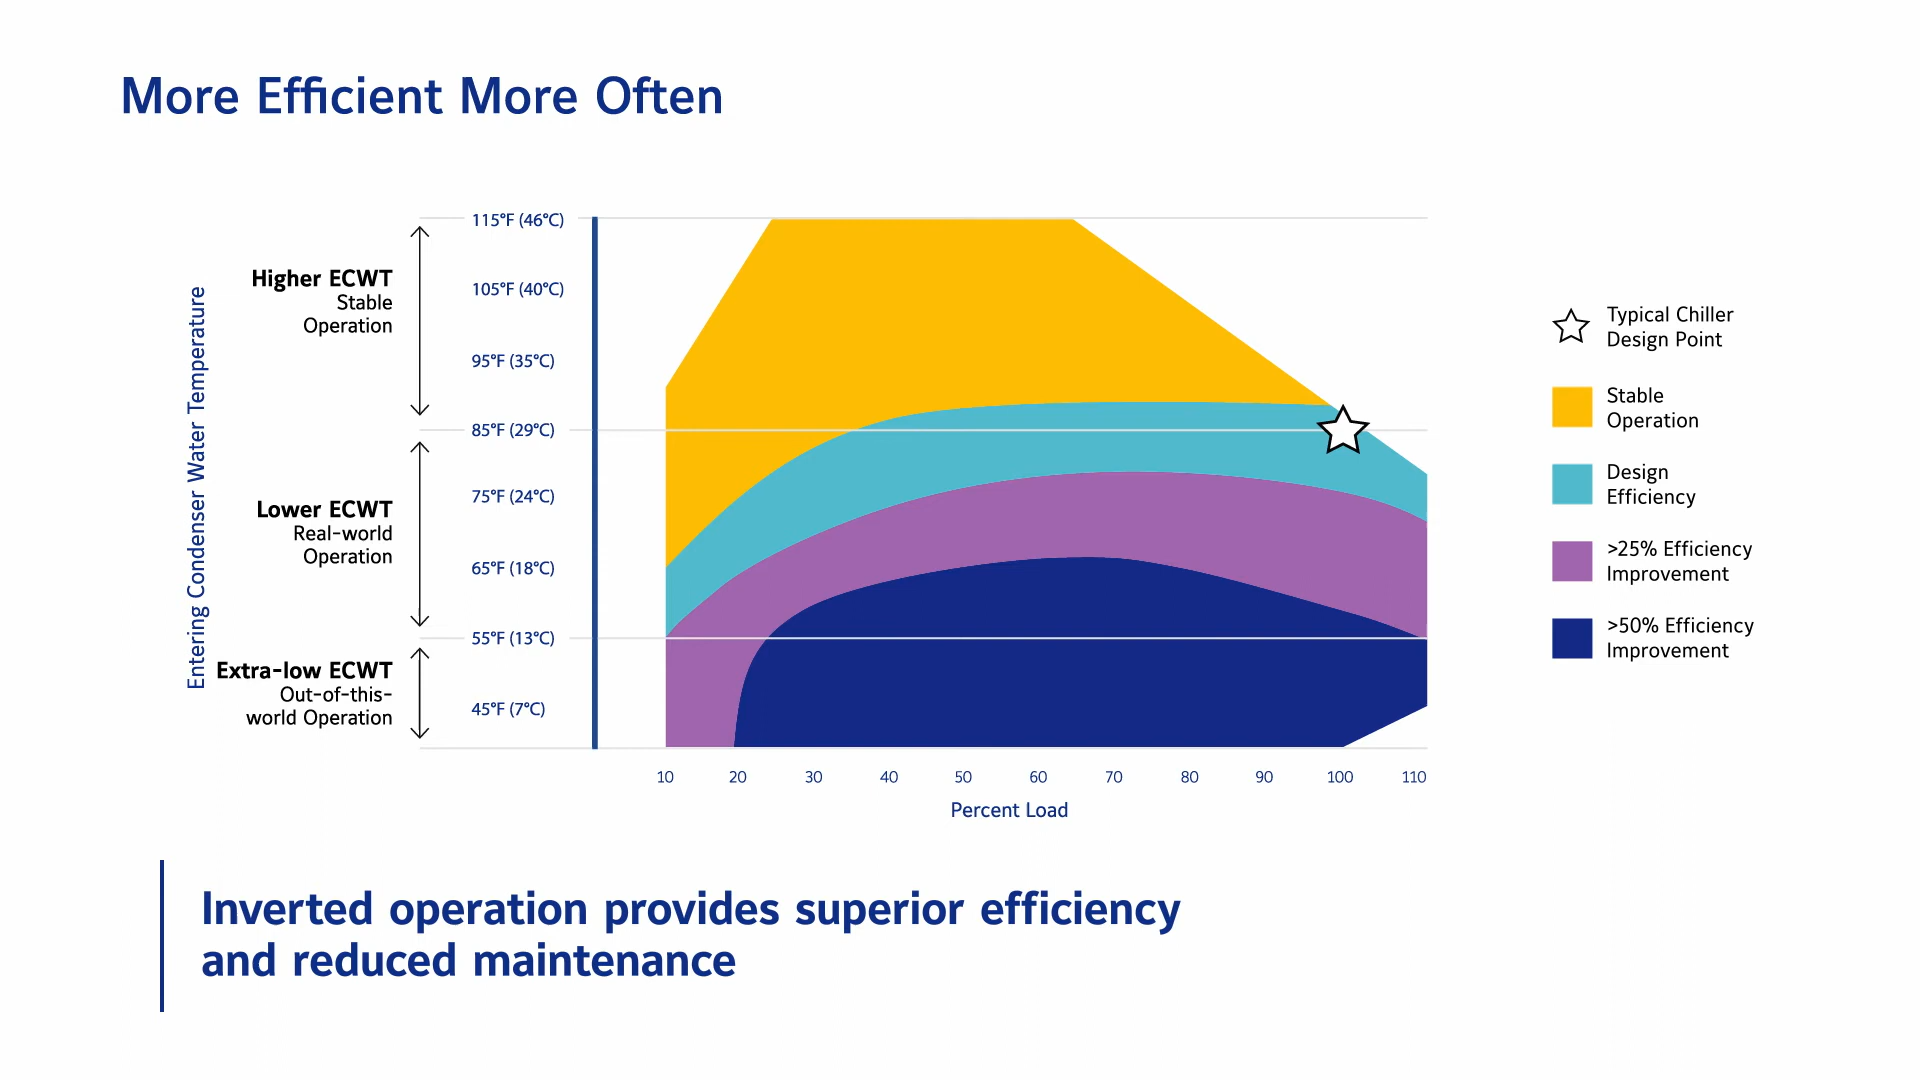 More Efficient More Often
Entering Condenser Water Temperature
Higher ECWT
Stable
Operation
Lower ECWT
Real-world
Operation
Extra-low ECWT
Out-of-this-
world Operation
115°F (46°C)
105°F (40°C)
95°F (35°C)
85°F (29°C)
75°F (24°C)
65°F (18°C)
55°F (13°C)
45°F (7°C)
10 20 30 40 50 60 70 80 90 100 110
Percent Load
Typical Chiller
Design Point
Stable
Operation
Design
Efficiency
>25% Efficiency
Improvement
>50% Efficiency
Improvement
Inverted operation provides superior efficiency
and reduced maintenance